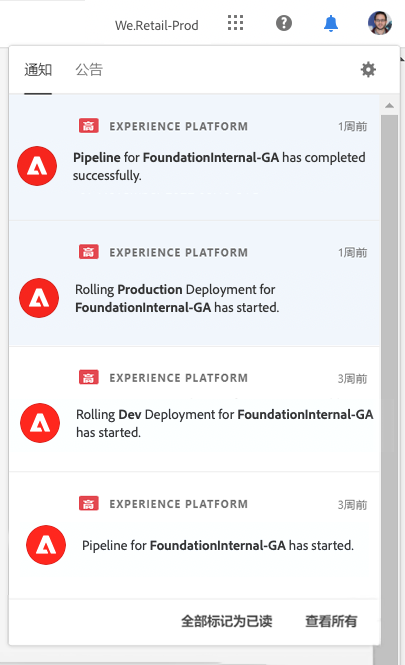 We.Retail-Prod
通知 公告
高 EXPERIENCE PLATFORM 1周前
Pipeline for FoundationInternal-GA has completed
successfully.
高 EXPERIENCE PLATFORM 1周前
Rolling Production Deployment for
FoundationInternal-GA has started.
高 EXPERIENCE PLATFORM 3周前
Rolling Dev Deployment for FoundationInternal-GA
has started.
高 EXPERIENCE PLATFORM 3周前
Pipeline for FoundationInternal-GA has started.
全部标记为已读 查看所有